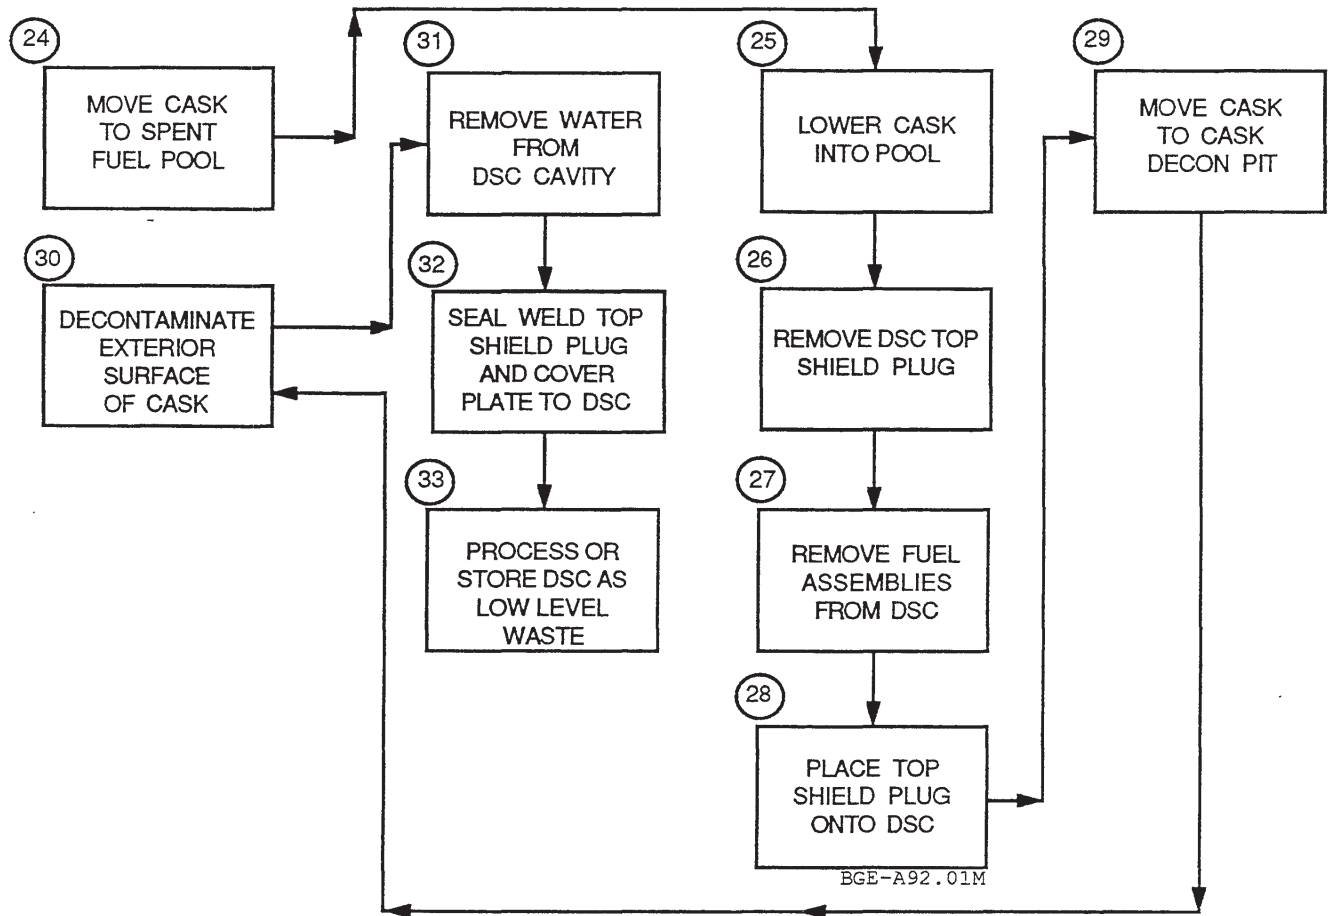 24
MOVE CASK
TO SPENT
FUEL POOL
25
LOWER CASK
INTO POOL
26
REMOVE DSC TOP
SHIELD PLUG
27
REMOVE FUEL
ASSEMBLIES
FROM DSC
28
PLACE TOP
SHIELD PLUG
ONTO DSC
29
MOVE CASK
TO CASK
DECON PIT
30
DECONTAMINATE
EXTERIOR
SURFACE
OF CASK
31
REMOVE WATER
FROM
DSC CAVITY
32
SEAL WELD TOP
SHIELD PLUG
AND COVER
PLATE TO DSC
33
PROCESS OR
STORE DSC AS
LOW LEVEL
WASTE
BGE-A92.01M